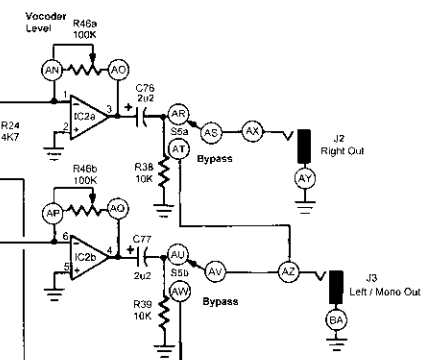 Vocoder
Level
R46a
100K
AN
AO
1
3
IC2a
2
C76
2u2
AR
S5a
AS
AX
AT
Bypass
J2
Right Out
AY
R24
4K7
R38
10K
R46b
100K
AP
AQ
6
4
IC2b
5
C77
2u2
AU
S5b
AV
AZ
AW
Bypass
J3
Left / Mono Out
BA
R39
10K